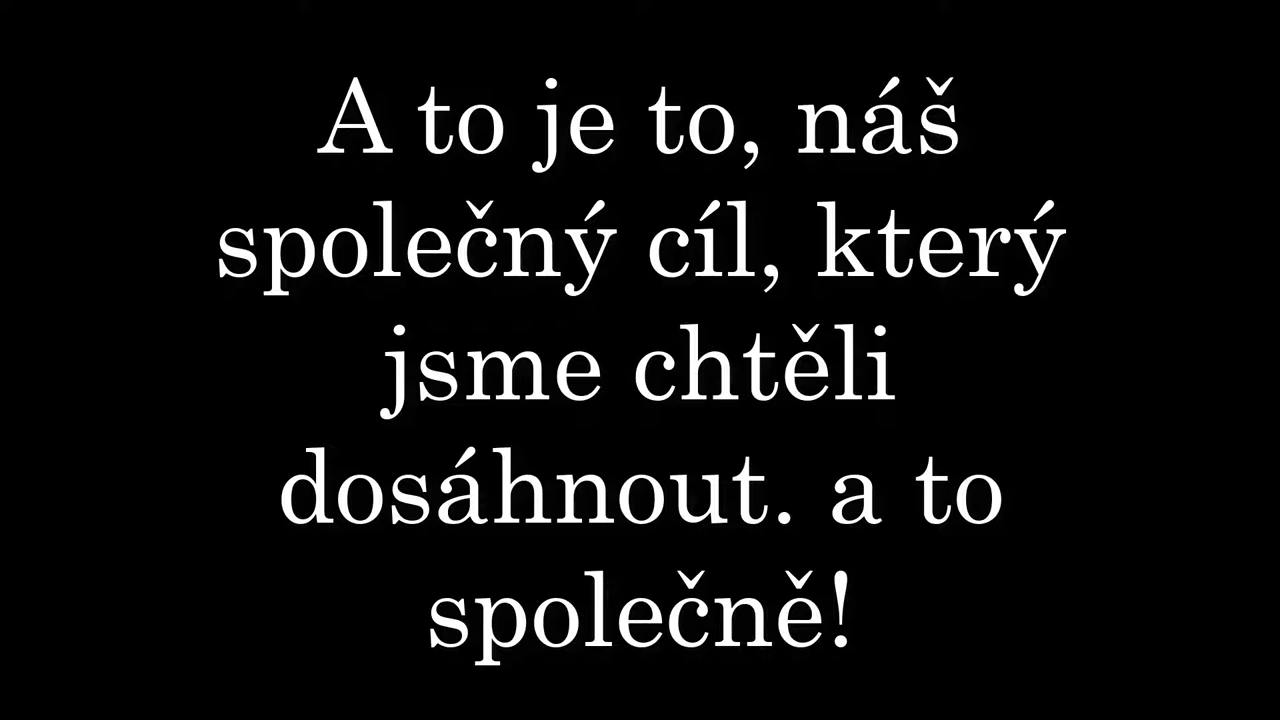 A to je to, náš
společný cíl, který
jsme chtěli
dosáhnout. a to
společně!